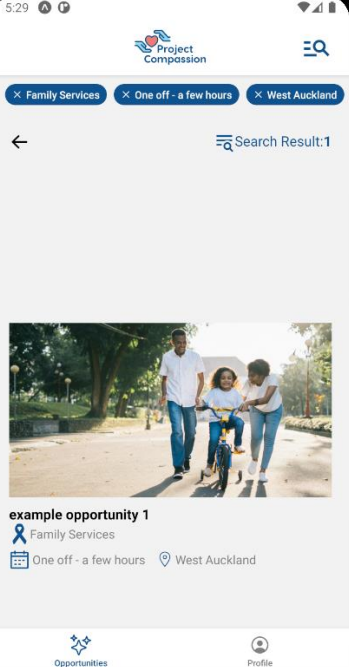 5:29
Project
Compassion
× Family Services × One off - a few hours × West Auckland
Search Result:1
example opportunity 1
Family Services
One off - a few hours West Auckland
Opportunities Profile